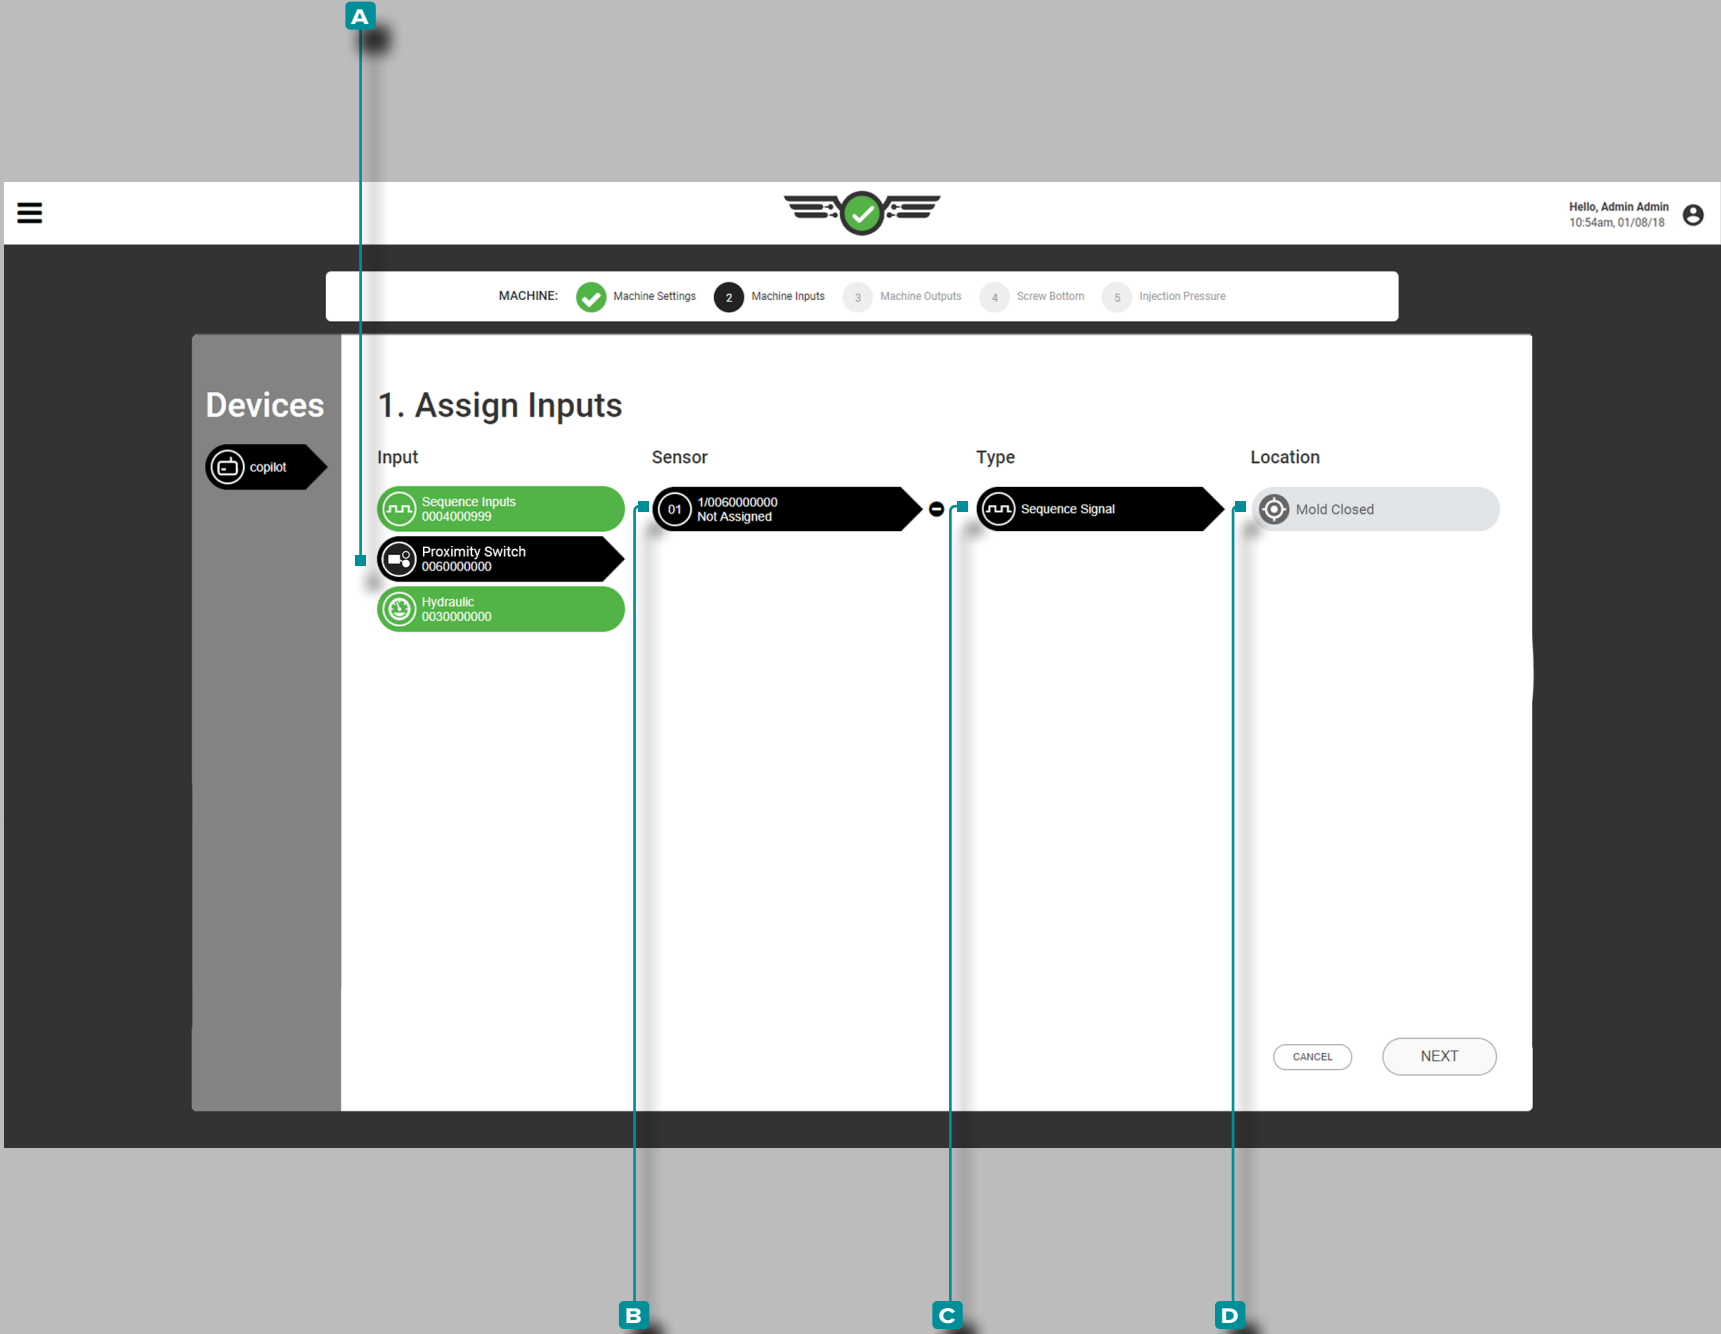 A
Hello, Admin Admin
10:54am, 01/08/18
MACHINE: Machine Settings 2 Machine Inputs 3 Machine Outputs 4 Screw Bottom 5 Injection Pressure
Devices
copilot
1. Assign Inputs
Input Sensor Type Location
Sequence Inputs
0004000999
01 1/0060000000
Not Assigned
Sequence Signal
Mold Closed
Proximity Switch
0060000000
Hydraulic
0030000000
CANCEL NEXT
B C D